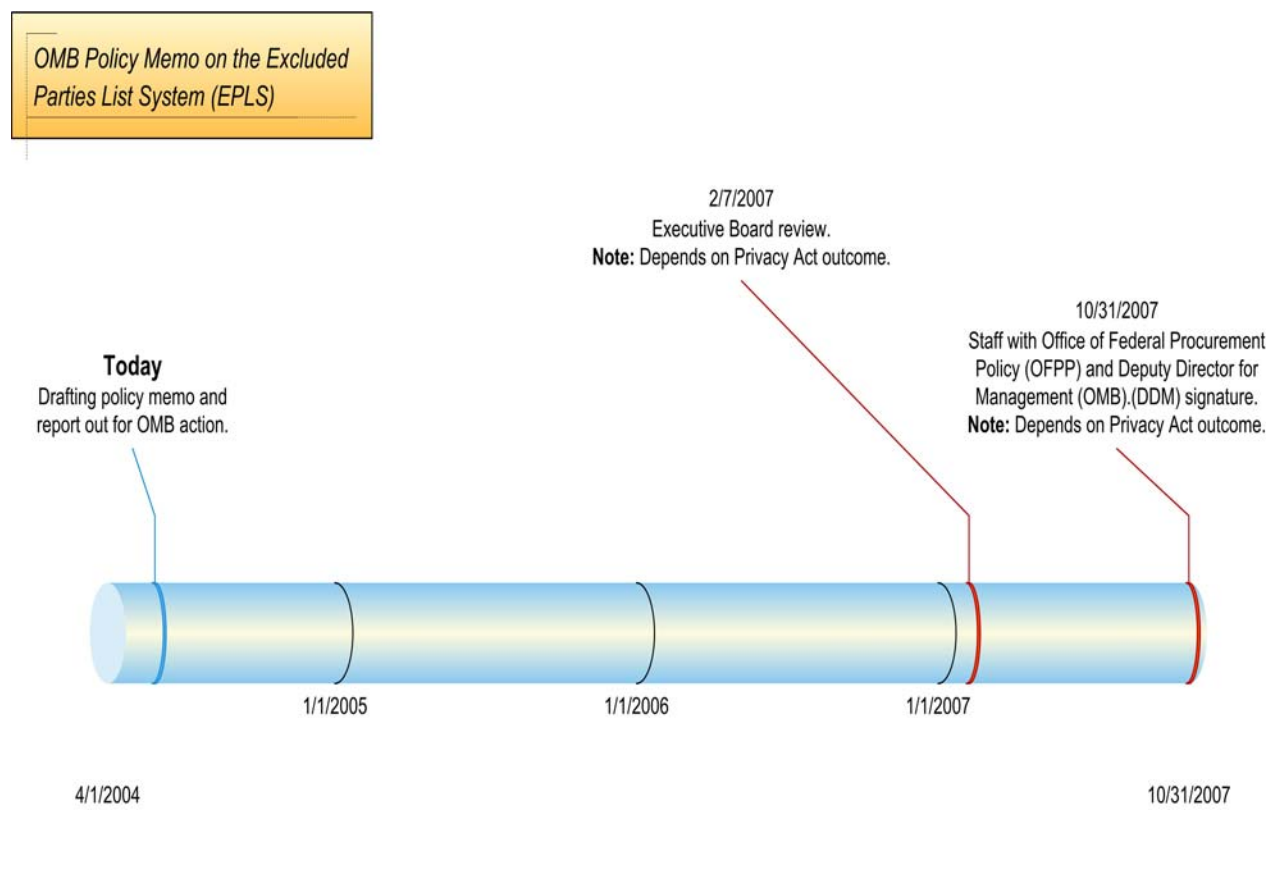 OMB Policy Memo on the Excluded
Parties List System (EPLS)
2/7/2007
Executive Board review.
Note: Depends on Privacy Act outcome.
10/31/2007
Staff with Office of Federal Procurement
Policy (OFPP) and Deputy Director for
Management (OMB).(DDM) signature.
Note: Depends on Privacy Act outcome.
Today
Drafting policy memo and
report out for OMB action.
1/1/2005
1/1/2006
1/1/2007
4/1/2004
10/31/2007